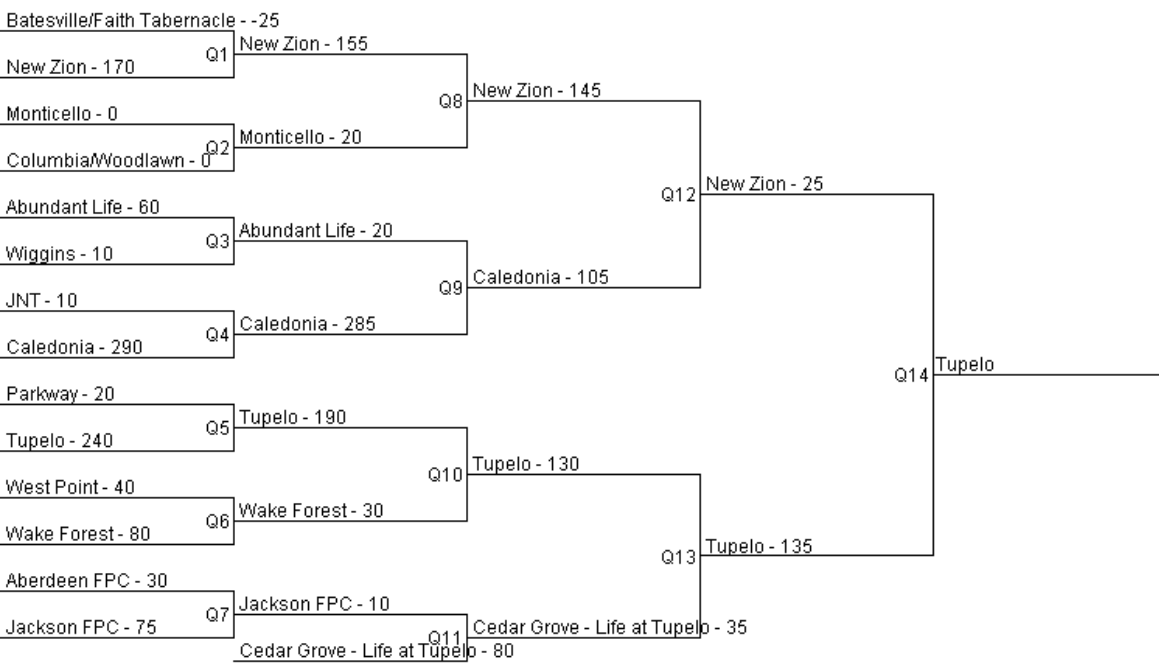 Batesville/Faith Tabernacle - -25
New Zion - 170
Q1
New Zion - 155
Monticello - 0
Columbia/Woodlawn - 0
Q2
Monticello - 20
Q8
New Zion - 145
Abundant Life - 60
Wiggins - 10
Q3
Abundant Life - 20
JNT - 10
Caledonia - 290
Q4
Caledonia - 285
Q9
Caledonia - 105
Q12
New Zion - 25
Parkway - 20
Tupelo - 240
Q5
Tupelo - 190
West Point - 40
Wake Forest - 80
Q6
Wake Forest - 30
Q10
Tupelo - 130
Aberdeen FPC - 30
Jackson FPC - 75
Q7
Jackson FPC - 10
Cedar Grove - Life at Tupelo - 80
Q11
Cedar Grove - Life at Tupelo - 35
Q13
Tupelo - 135
Q14
Tupelo